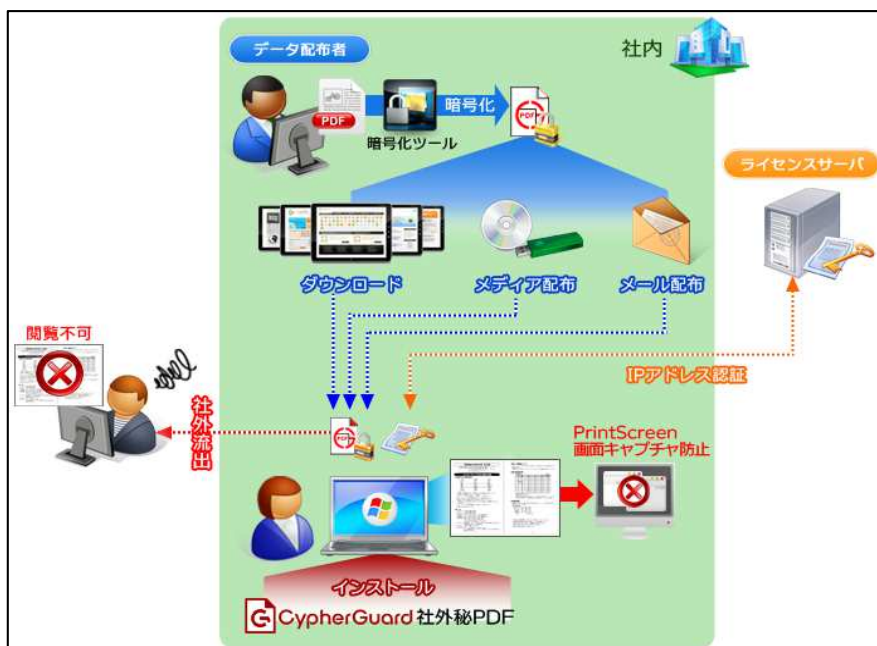 データ配布者
社内
PDF
暗号化
PDF
暗号化ツール
ライセンスサーバ
ダウンロード
メディア配布
メール配布
閲覧不可
IPアドレス認証
社外流出
PDF
PrintScreen
画面キャプチャ防止
インストール
CypherGuard 社外秘PDF